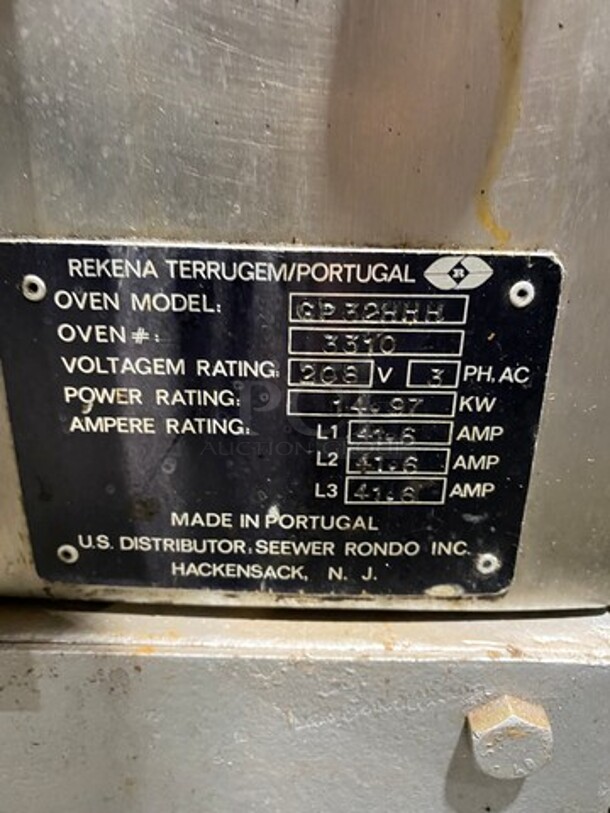 REKENA TERRUGEM/PORTUGAL R
OVEN MODEL: GP32HHH
OVEN #: 3310
VOLTAGEM RATING: 208 V 3 PH, AC
POWER RATING: 14.97 KW
AMPERE RATING: L1 41.6 AMP
L2 41.6 AMP
L3 41.6 AMP
MADE IN PORTUGAL
U.S. DISTRIBUTOR: SEEWER RONDO INC.
HACKENSACK, N. J.